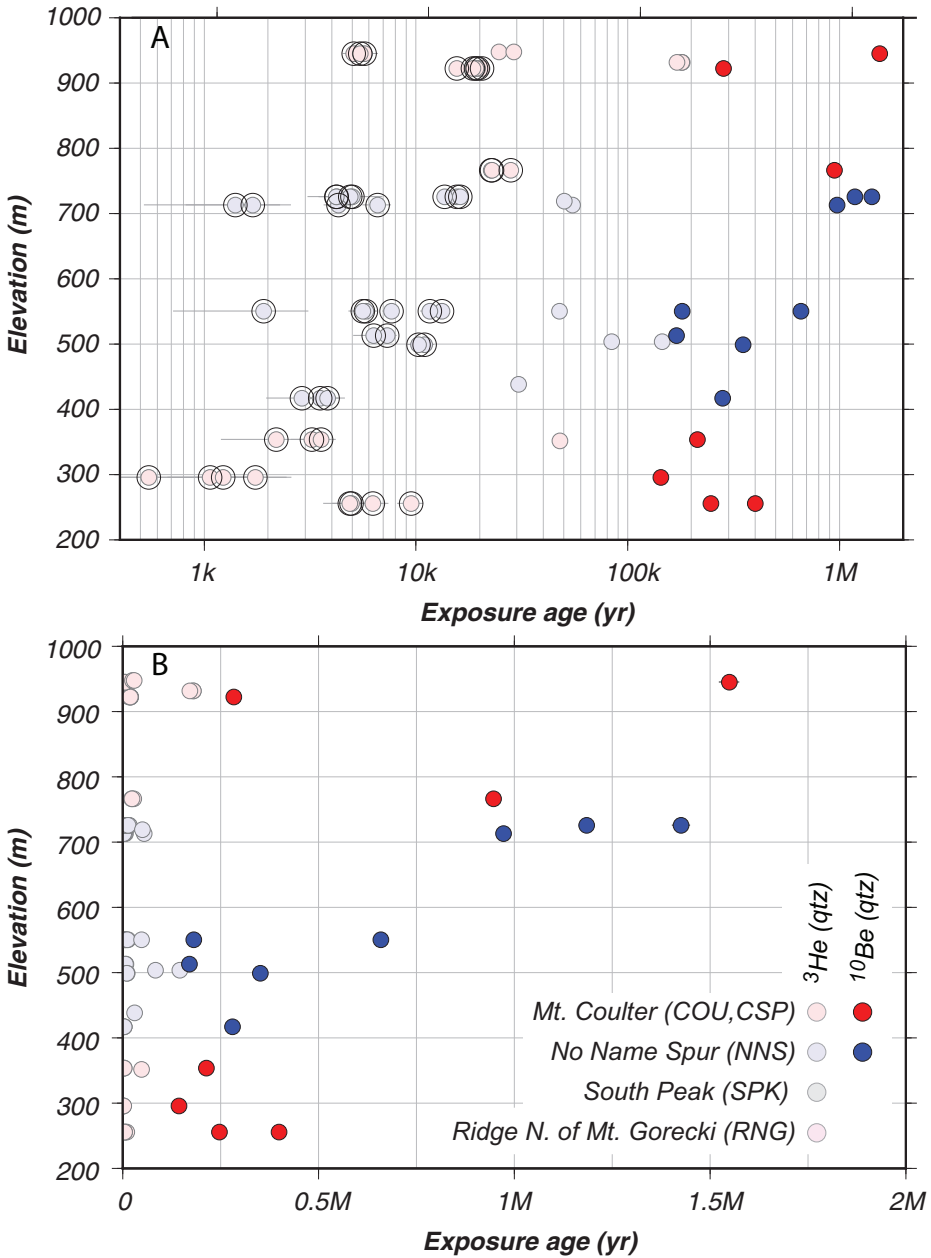 A
1000
900
800
700
600
500
400
300
200
Elevation (m)
1k 10k 100k 1M
Exposure age (yr)
B
1000
900
800
700
600
500
400
300
200
Elevation (m)
³He (qtz)
¹⁰Be (qtz)
Mt. Coulter (COU,CSP)
No Name Spur (NNS)
South Peak (SPK)
Ridge N. of Mt. Gorecki (RNG)
0 0.5M 1M 1.5M 2M
Exposure age (yr)